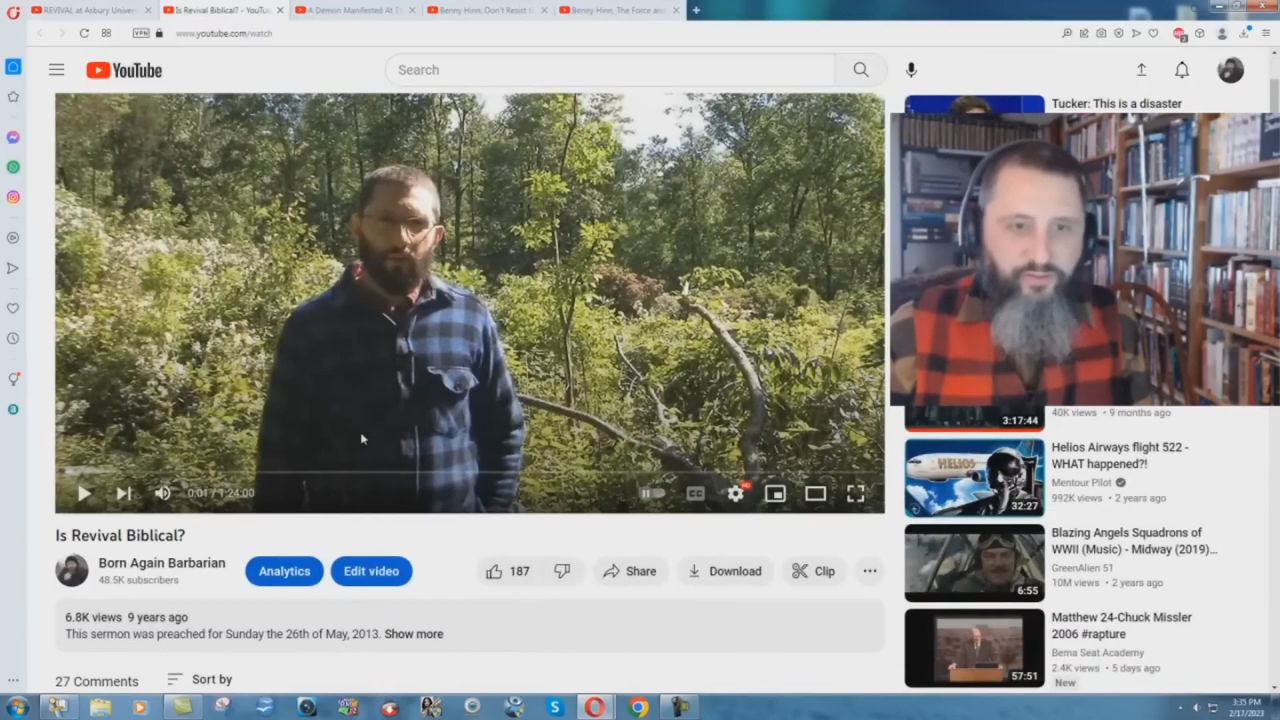 REVIVAL at Asbury Univers
Is Revival Biblical? - YouTu
A Demon Manifested At T
Benny Hinn: Don't Resist th
Benny Hinn, The Force and
VPN
www.youtube.com/watch
YouTube
Search
Tucker: This is a disaster
40K views • 9 months ago
3:17:44
Helios Airways flight 522 -
WHAT happened?!
Mentour Pilot
992K views • 2 years ago
HELIOS
32:27
0:01 / 1:24:00
CC
HD
Is Revival Biblical?
Born Again Barbarian
48.5K subscribers
Analytics
Edit video
187
Share
Download
Clip
Blazing Angels Squadrons of
WWII (Music) - Midway (2019)...
GreenAlien 51
10M views • 2 years ago
6:55
6.8K views 9 years ago
This sermon was preached for Sunday the 26th of May, 2013. Show more
Matthew 24-Chuck Missler
2006 #rapture
Bema Seat Academy
2.4K views • 5 days ago
New
57:51
27 Comments
Sort by
3:35 PM
2/17/2023